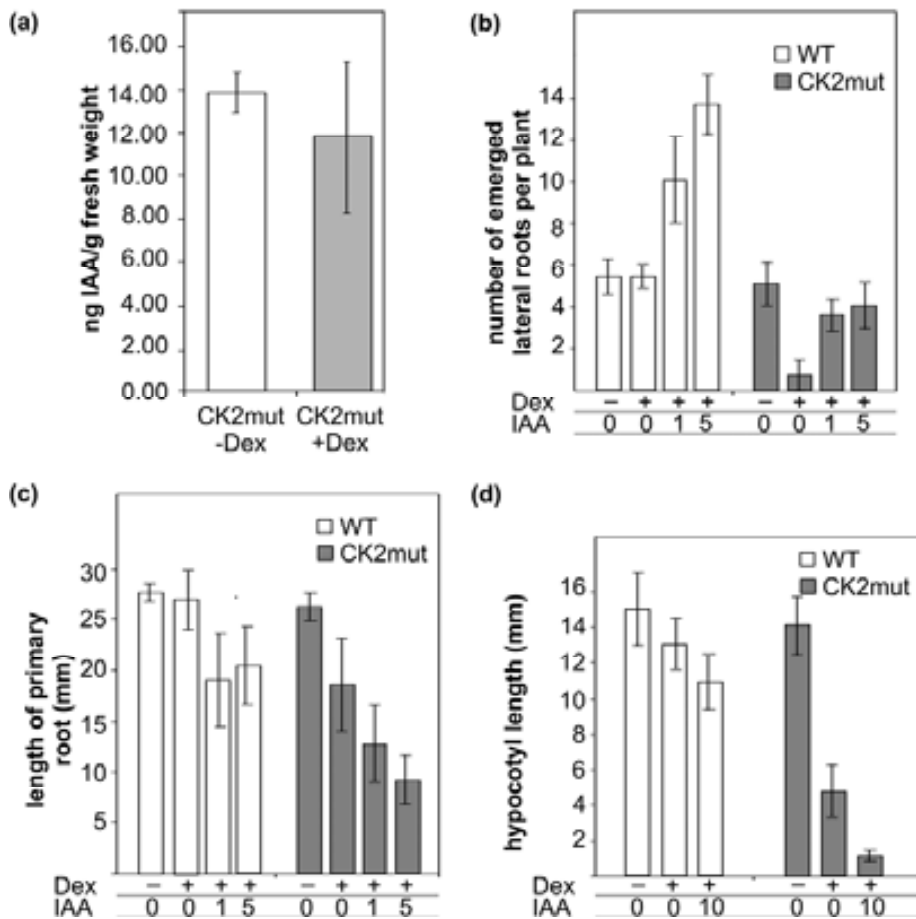 (a)
ng IAA/g fresh weight
16.00
14.00
12.00
10.00
8.00
6.00
4.00
2.00
0.00
CK2mut
-Dex
CK2mut
+Dex
(b)
number of emerged
lateral roots per plant
14
12
10
8
6
4
2
WT
CK2mut
Dex – + + + – + + +
IAA 0 0 1 5 0 0 1 5
(c)
length of primary
root (mm)
30
25
20
15
10
5
WT
CK2mut
Dex – + + + – + + +
IAA 0 0 1 5 0 0 1 5
(d)
hypocotyl length (mm)
16
14
12
10
8
6
4
2
WT
CK2mut
Dex – + + – + +
IAA 0 0 10 0 0 10